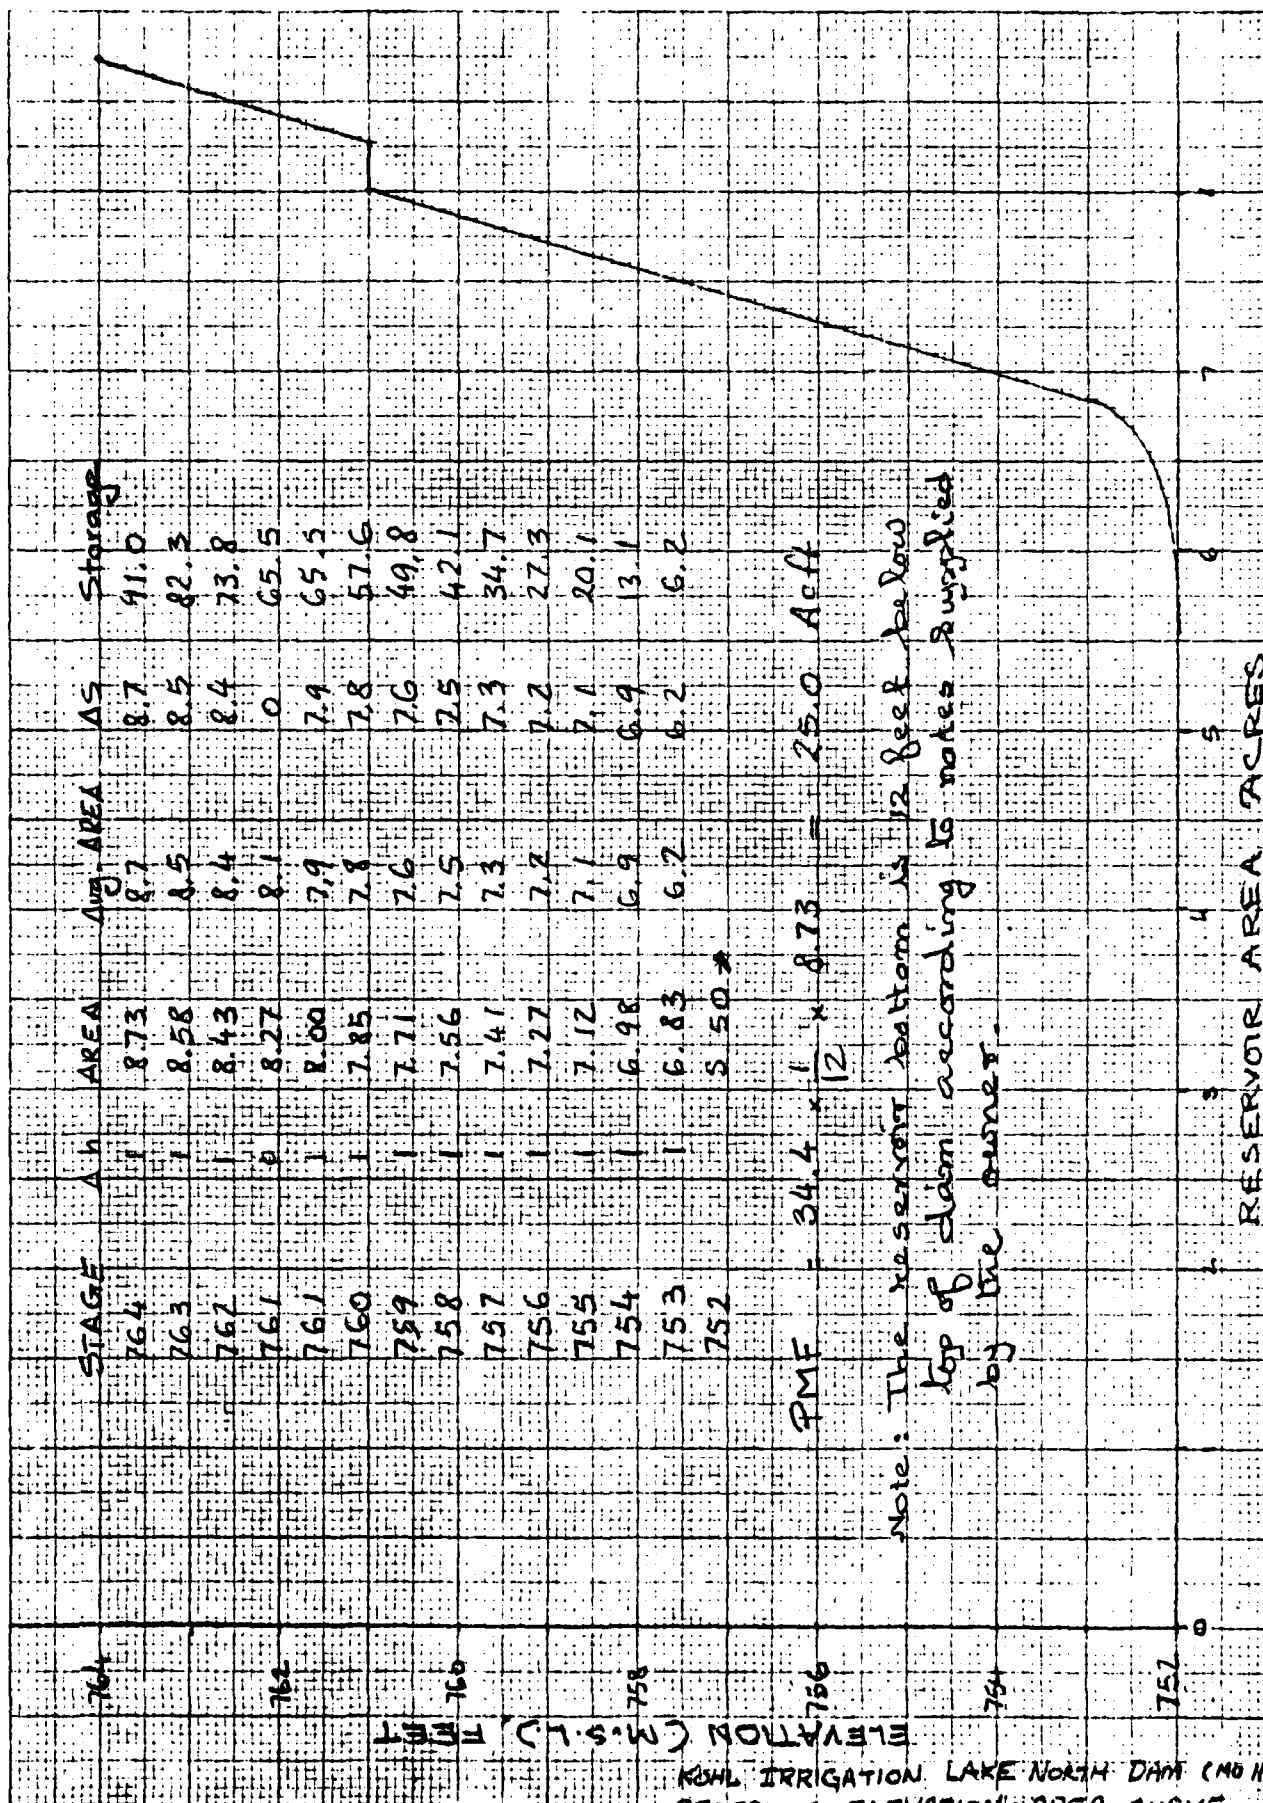 STAGE Δh AREA Avg. AREA ΔS Storage
764 1 8.73 8.7 8.7 91.0
763 1 8.58 8.5 8.5 82.3
762 1 8.43 8.4 8.4 73.8
761 0 8.27 8.1 0 65.5
761 1 8.00 7.9 7.9 65.5
760 1 7.85 7.8 7.8 57.6
759 1 7.71 7.6 7.6 49.8
758 1 7.56 7.5 7.5 42.1
757 1 7.41 7.3 7.3 34.7
756 1 7.27 7.2 7.2 27.3
755 1 7.12 7.1 7.1 20.1
754 1 6.98 6.9 6.9 13.1
753 1 6.83 6.2 6.2 6.2
752 5.50 *
PMF = 34.4 × 1/12 × 8.73 = 25.0 Acft
Note: The reservoir bottom is 12 feet below
top of dam according to notes supplied
by the owner.
ELEVATION (M.S.L), FEET
764
762
760
758
756
754
752
0 2 3 4 5 6 7
RESERVOIR AREA ACRES
KOHL IRRIGATION LAKE NORTH DAM (MO
ELEVATION AREA CURVE